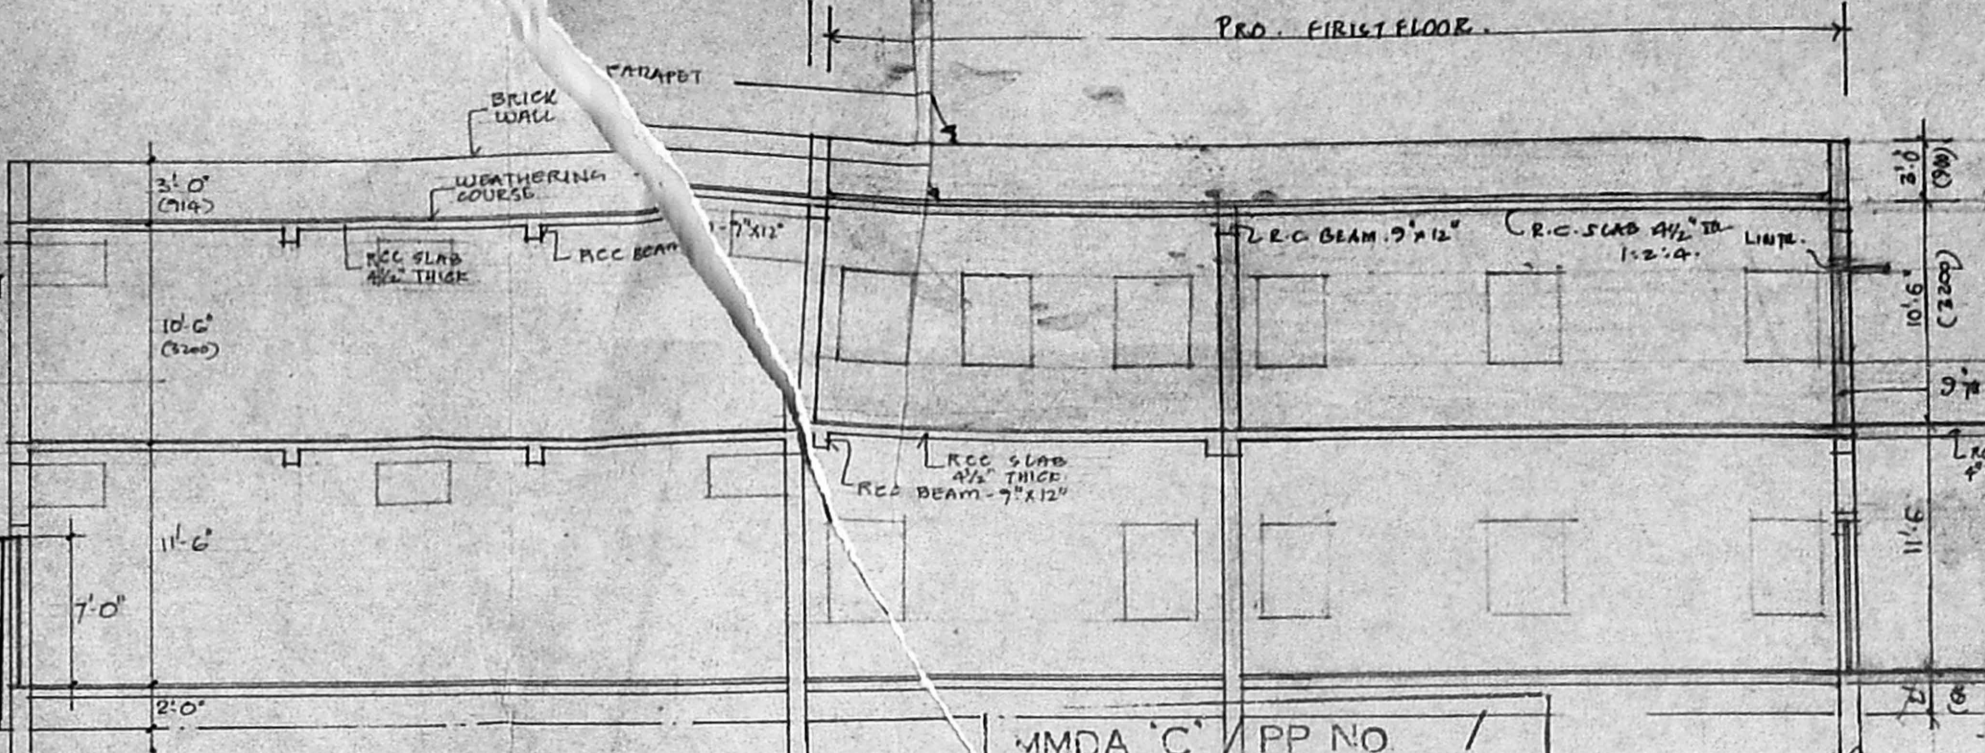 PRO. FIRIST FLOOR.
PARAPET
BRICK
WALL
3'-0"
(914)
WEATHERING
COURSE
3'-0"
(900)
RCC SLAB
4½" THICK
RCC BEAM
-9"X12"
R.C. BEAM. 9"X12"
R.C. SLAB 4½" TH
1:2:4.
LINTL.
10'-6"
(3200)
10'-6"
(3200)
9" TH
RCC SLAB
4½" THICK
RCC BEAM-9"X12"
11'-6"
11'-6"
7'-0"
2'-0"
MMDA 'C' / PP NO /